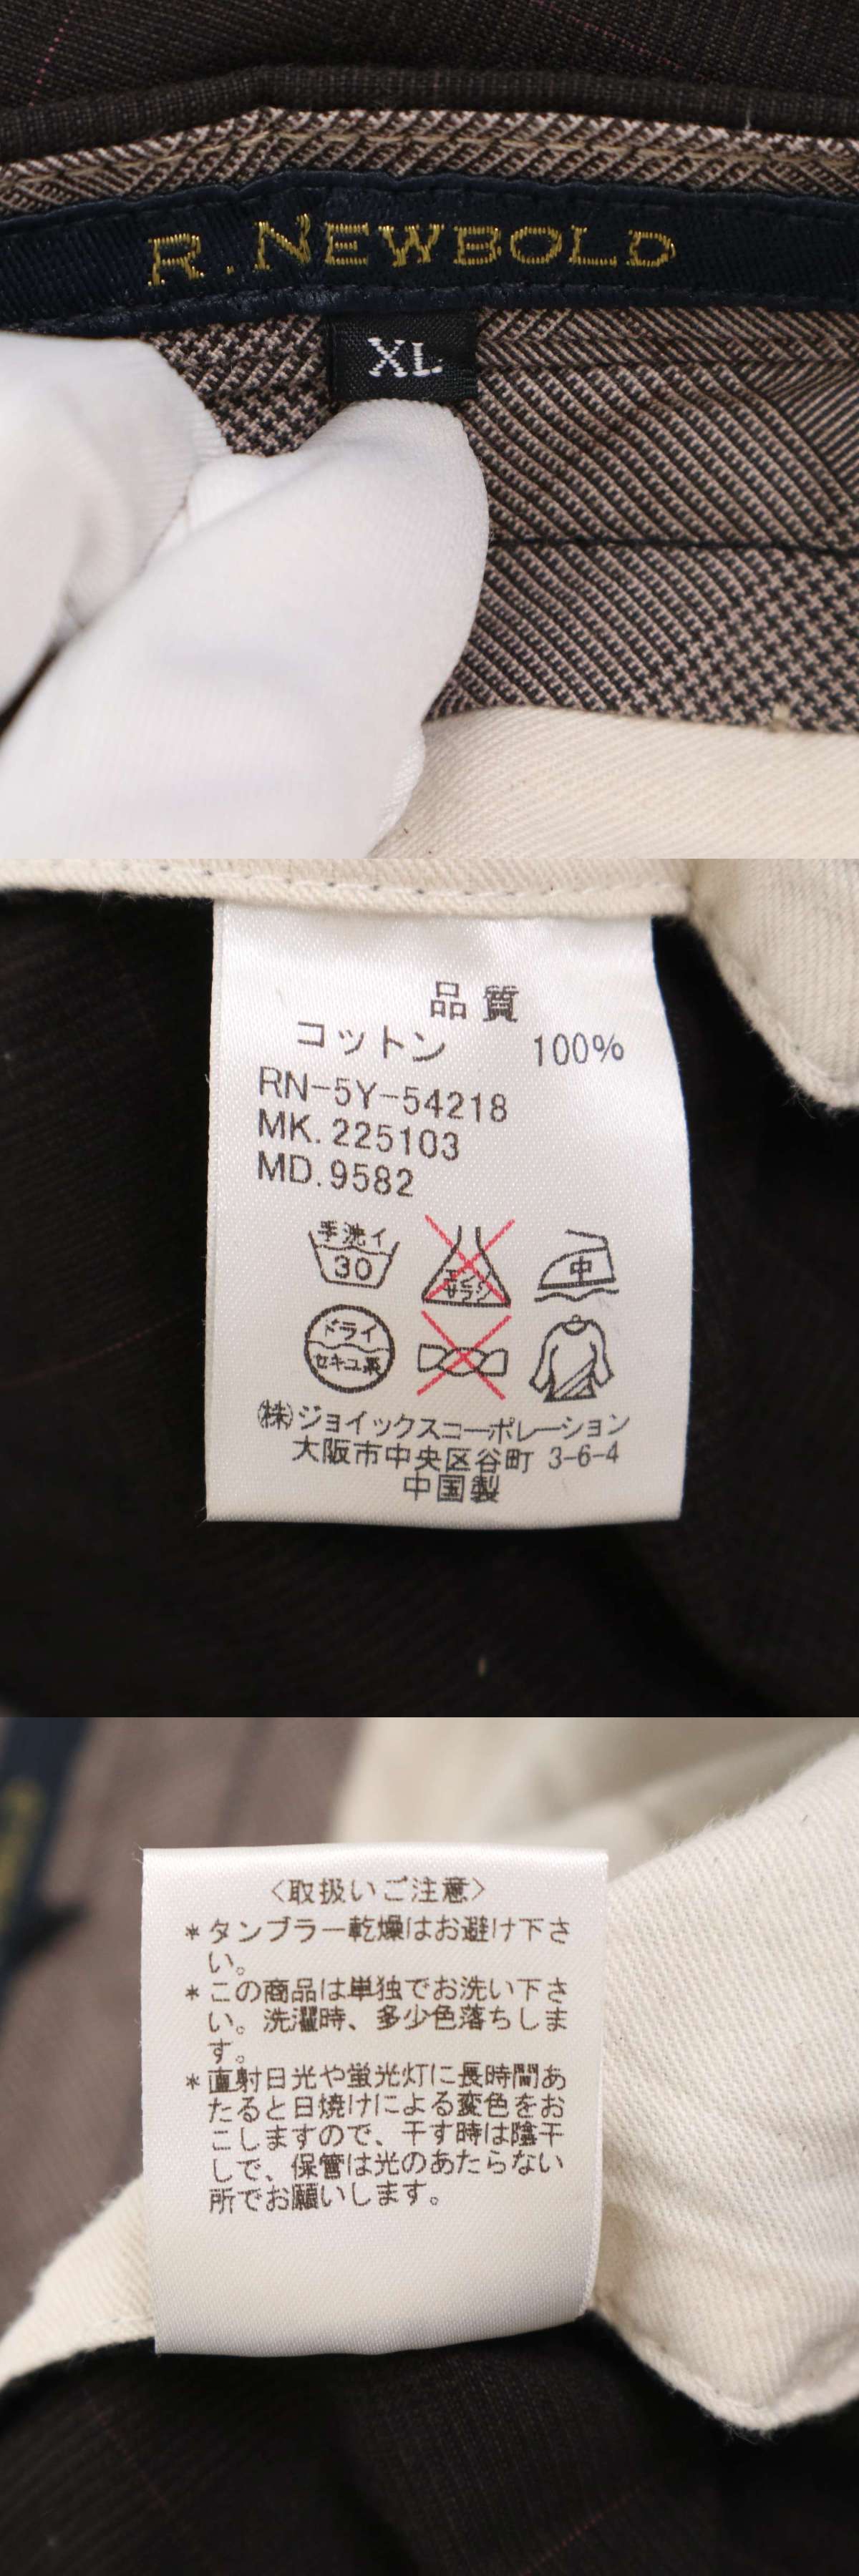 R. NEWBOLD
XL
品質
コットン 100%
RN-5Y-54218
MK.225103
MD.9582
手洗イ
30
エンソ
サラシ
中
ドライ
セキユ系
㈱ジョイックスコーポレーション
大阪市中央区谷町 3-6-4
中国製
〈取扱いご注意〉
*タンブラー乾燥はお避け下さ
い。
*この商品は単独でお洗い下さ
い。洗濯時、多少色落ちしま
す。
*直射日光や蛍光灯に長時間あ
たると日焼けによる変色をお
こしますので、干す時は陰干
しで、保管は光のあたらない
所でお願いします。